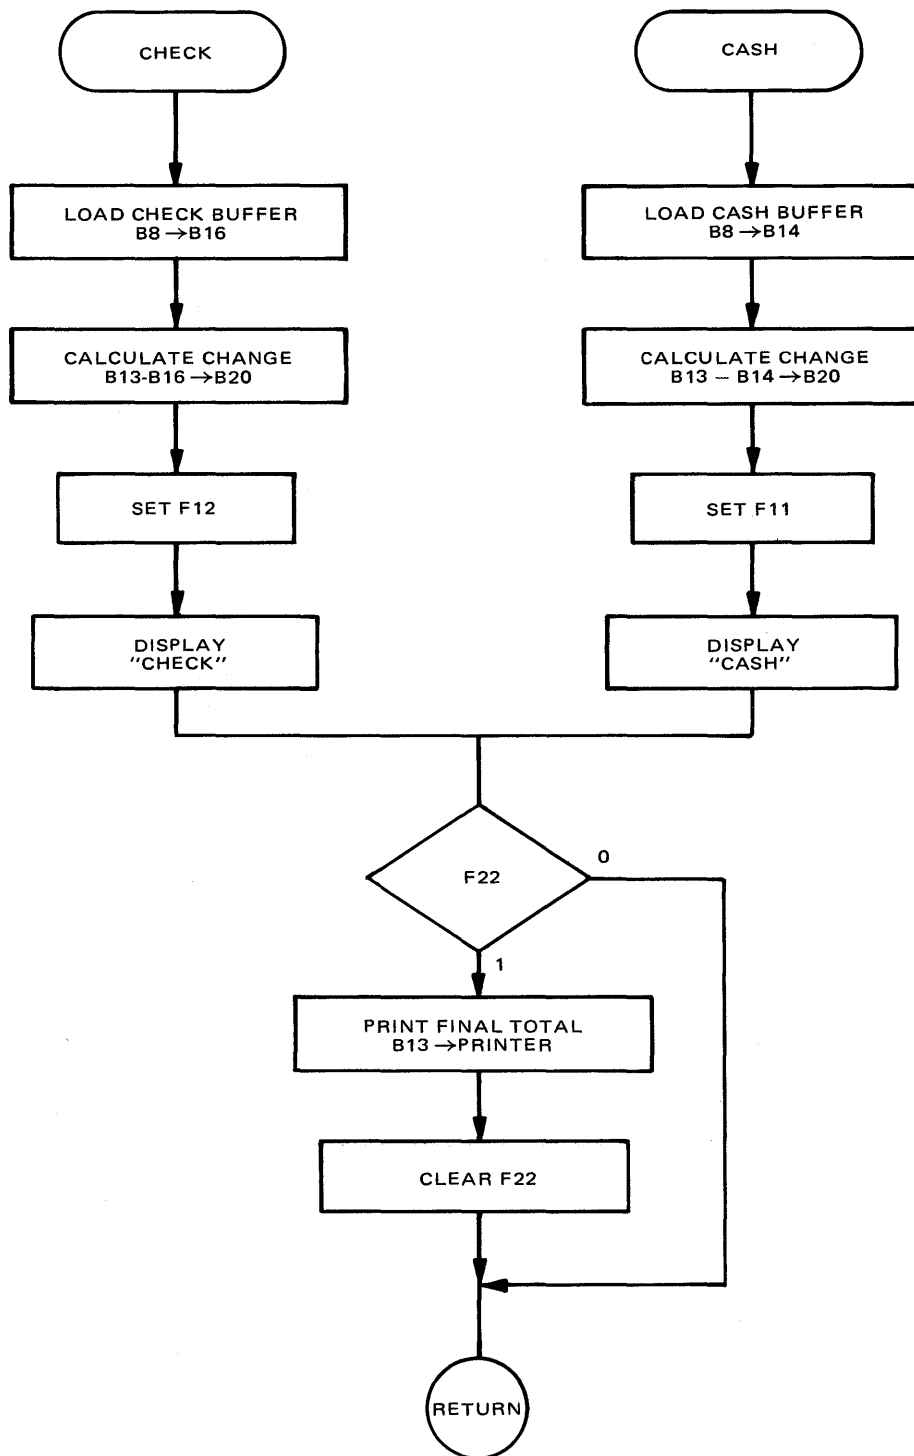 CHECK
LOAD CHECK BUFFER
B8→B16
CALCULATE CHANGE
B13-B16→B20
SET F12
DISPLAY
"CHECK"
CASH
LOAD CASH BUFFER
B8→B14
CALCULATE CHANGE
B13 – B14→B20
SET F11
DISPLAY
"CASH"
F22
0
1
PRINT FINAL TOTAL
B13→PRINTER
CLEAR F22
RETURN